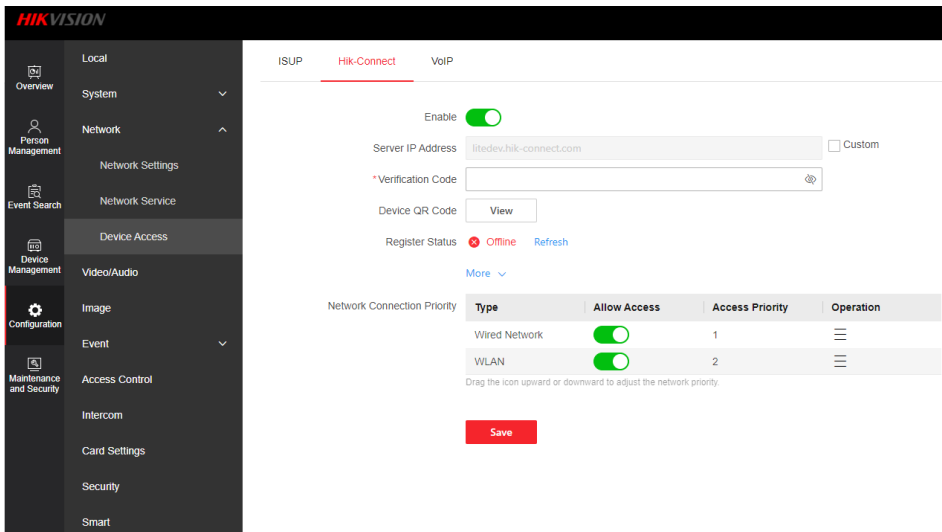 HIKVISION
Overview
Person
Management
Event Search
Device
Management
Configuration
Maintenance
and Security
Local
System
Network
Network Settings
Network Service
Device Access
Video/Audio
Image
Event
Access Control
Intercom
Card Settings
Security
Smart
ISUP Hik-Connect VoIP
Enable
Server IP Address litedev.hik-connect.com Custom
*Verification Code
Device QR Code View
Register Status Offline Refresh
More
Network Connection Priority Type Allow Access Access Priority Operation
Wired Network 1
WLAN 2
Drag the icon upward or downward to adjust the network priority.
Save